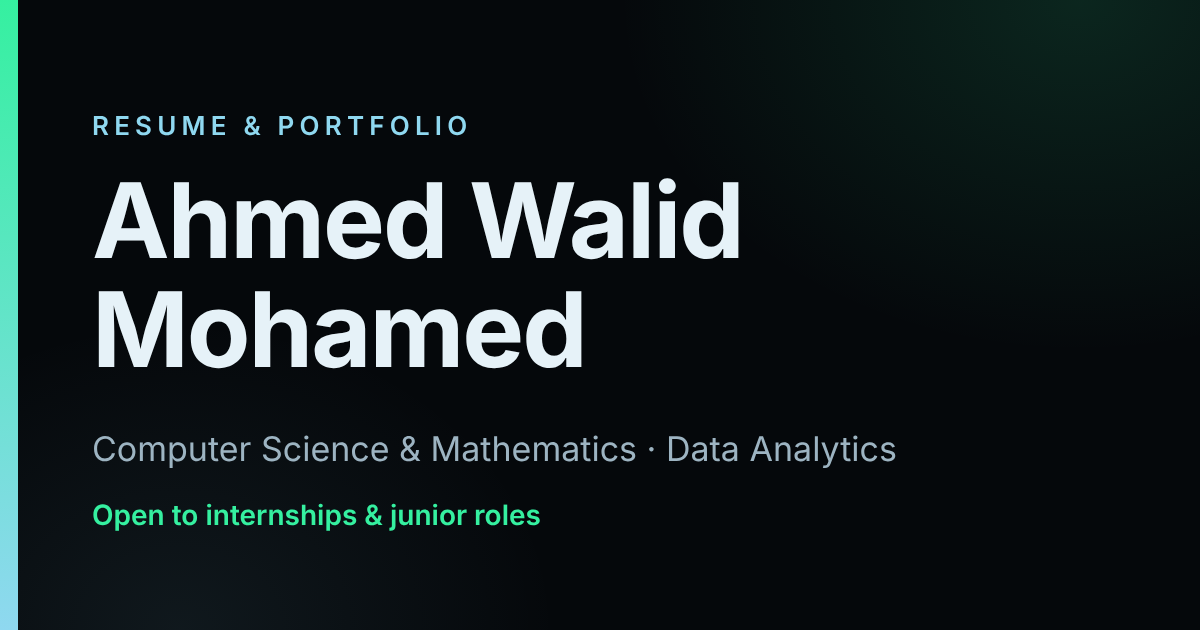 RESUME & PORTFOLIO
Ahmed Walid
Mohamed
Computer Science & Mathematics · Data Analytics
Open to internships & junior roles